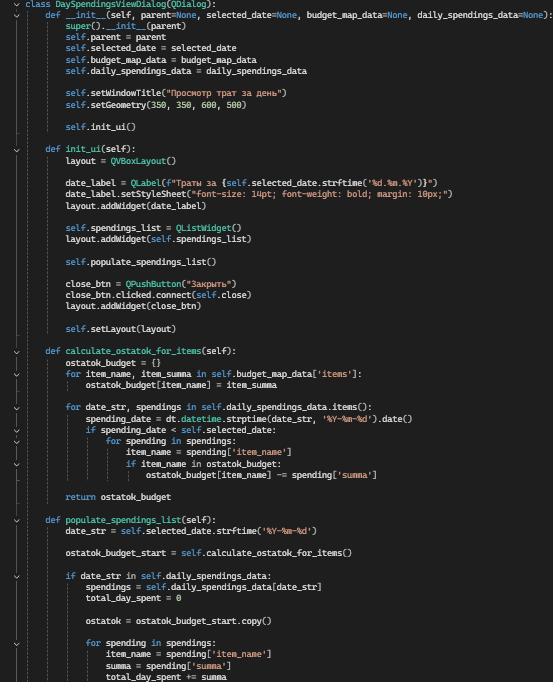 class DaySpendingsViewDialog(QDialog):
    def __init__(self, parent=None, selected_date=None, budget_map_data=None, daily_spendings_data=None):
        super().__init__(parent)
        self.parent = parent
        self.selected_date = selected_date
        self.budget_map_data = budget_map_data
        self.daily_spendings_data = daily_spendings_data

        self.setWindowTitle("Просмотр трат за день")
        self.setGeometry(350, 350, 600, 500)

        self.init_ui()

    def init_ui(self):
        layout = QVBoxLayout()

        date_label = QLabel(f"Траты за {self.selected_date.strftime('%d.%m.%Y')}")
        date_label.setStyleSheet("font-size: 14pt; font-weight: bold; margin: 10px;")
        layout.addWidget(date_label)

        self.spendings_list = QListWidget()
        layout.addWidget(self.spendings_list)

        self.populate_spendings_list()

        close_btn = QPushButton("Закрыть")
        close_btn.clicked.connect(self.close)
        layout.addWidget(close_btn)

        self.setLayout(layout)

    def calculate_ostatok_for_items(self):
        ostatok_budget = {}
        for item_name, item_summa in self.budget_map_data['items']:
            ostatok_budget[item_name] = item_summa

        for date_str, spendings in self.daily_spendings_data.items():
            spending_date = dt.datetime.strptime(date_str, '%Y-%m-%d').date()
            if spending_date < self.selected_date:
                for spending in spendings:
                    item_name = spending['item_name']
                    if item_name in ostatok_budget:
                        ostatok_budget[item_name] -= spending['summa']

        return ostatok_budget

    def populate_spendings_list(self):
        date_str = self.selected_date.strftime('%Y-%m-%d')

        ostatok_budget_start = self.calculate_ostatok_for_items()

        if date_str in self.daily_spendings_data:
            spendings = self.daily_spendings_data[date_str]
            total_day_spent = 0

            ostatok = ostatok_budget_start.copy()

            for spending in spendings:
                item_name = spending['item_name']
                summa = spending['summa']
                total_day_spent += summa